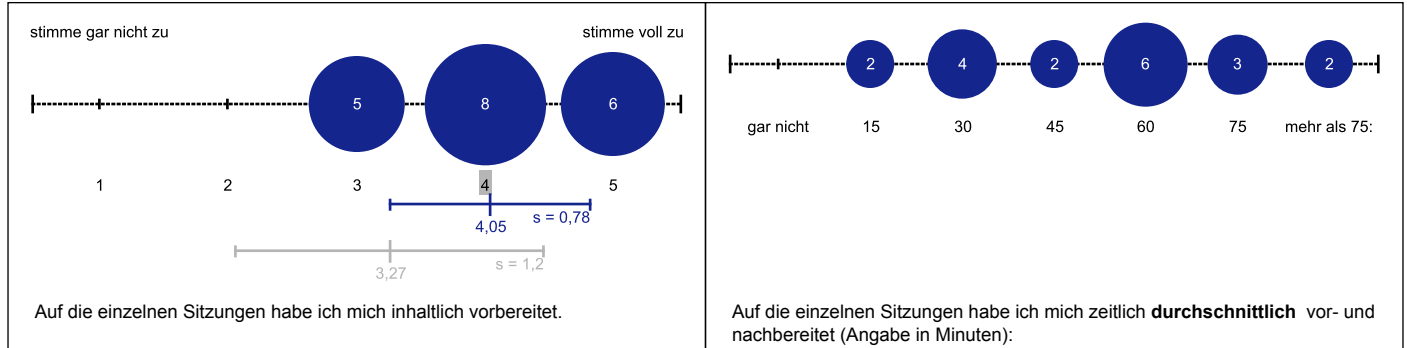 stimme gar nicht zu
stimme voll zu
5
8
6
1
2
3
4
5
s = 0,78
4,05
s = 1,2
3,27
Auf die einzelnen Sitzungen habe ich mich inhaltlich vorbereitet.
2
4
2
6
3
2
gar nicht
15
30
45
60
75
mehr als 75:
Auf die einzelnen Sitzungen habe ich mich zeitlich durchschnittlich vor- und
nachbereitet (Angabe in Minuten):